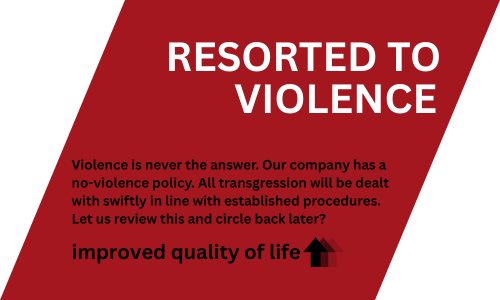 RESORTED TO
VIOLENCE
Violence is never the answer. Our company has a
no-violence policy. All transgression will be dealt
with swiftly in line with established procedures.
Let us review this and circle back later?
improved quality of life